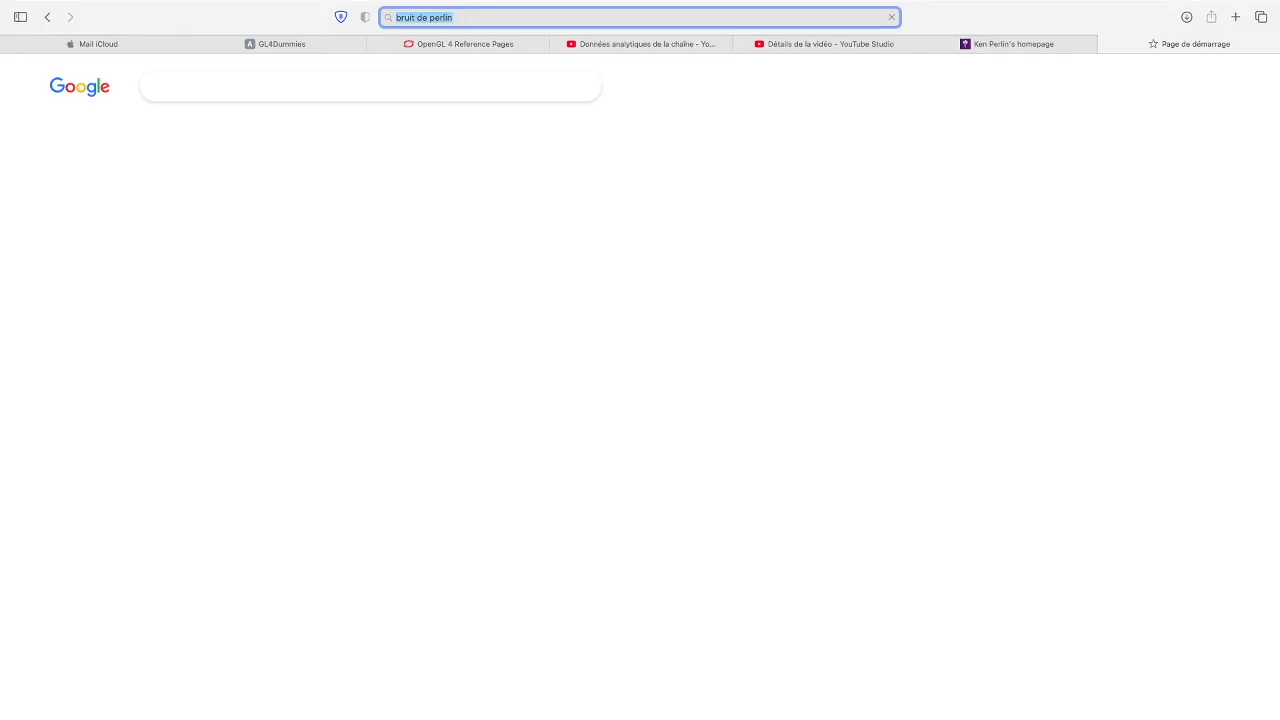 bruit de perlin
Mail iCloud
GL4Dummies
OpenGL 4 Reference Pages
Données analytiques de la chaîne - Yo...
Détails de la vidéo - YouTube Studio
Ken Perlin's homepage
Page de démarrage
Google